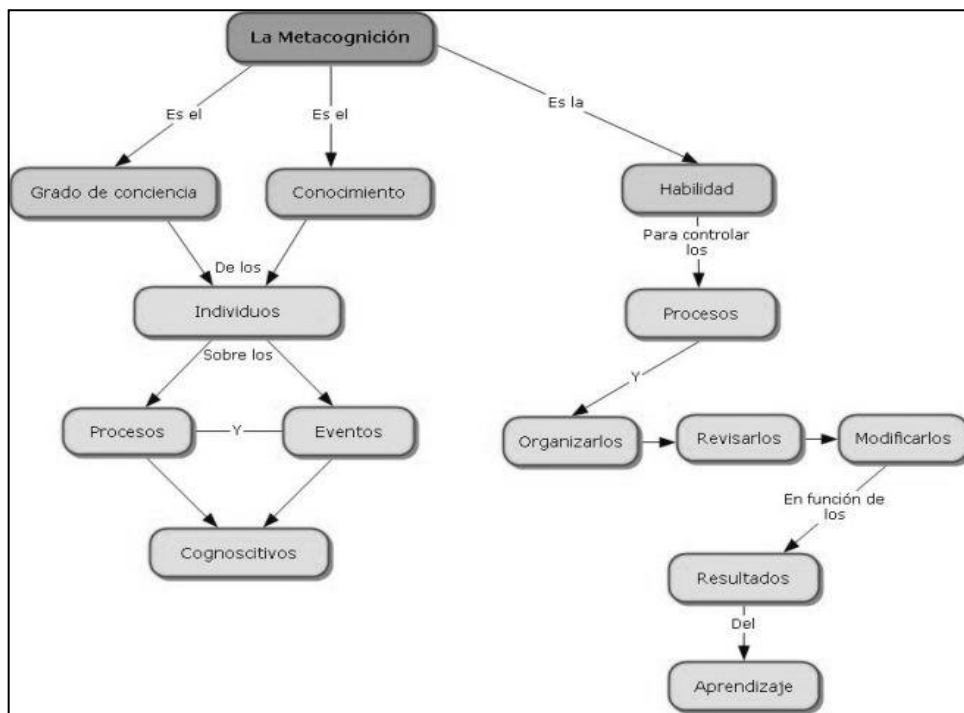 La Metacognición
Es el
Es el
Es la
Grado de conciencia
Conocimiento
Habilidad
De los
Para controlar
los
Individuos
Procesos
Sobre los
Y
Procesos
Y
Eventos
Organizarlos
Revisarlos
Modificarlos
En función de
los
Cognoscitivos
Resultados
Del
Aprendizaje